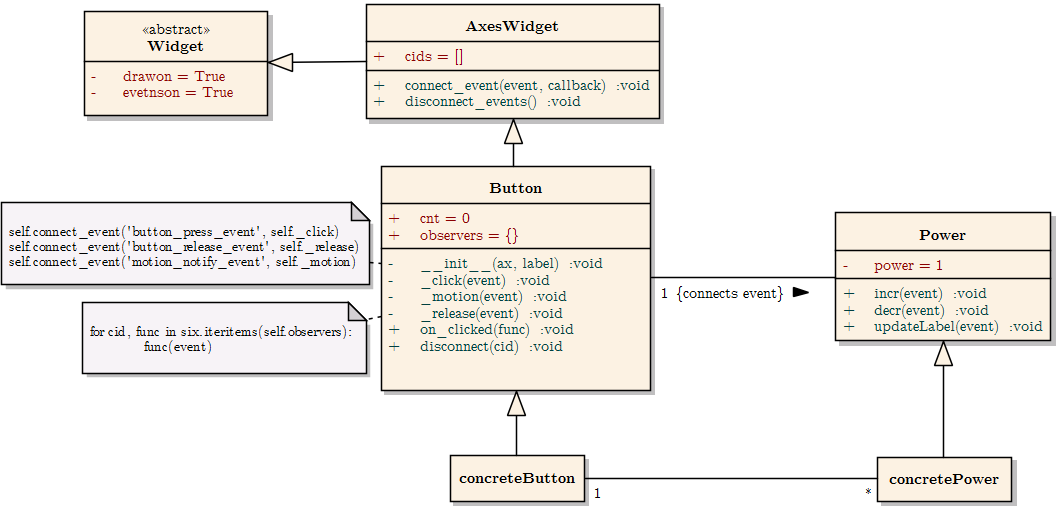 «abstract»
Widget
- drawon = True
- evetnson = True
AxesWidget
+ cids = []
+ connect_event(event, callback) :void
+ disconnect_events() :void
Button
+ cnt = 0
+ observers = {}
- __init__(ax, label) :void
- _click(event) :void
- _motion(event) :void
- _release(event) :void
+ on_clicked(func) :void
+ disconnect(cid) :void
self.connect_event('button_press_event', self._click)
self.connect_event('button_release_event', self._release)
self.connect_event('motion_notify_event', self._motion)
for cid, func in six.iteritems(self.observers):
func(event)
1 {connects event}
Power
- power = 1
+ incr(event) :void
+ decr(event) :void
+ updateLabel(event) :void
concreteButton
1
*
concretePower